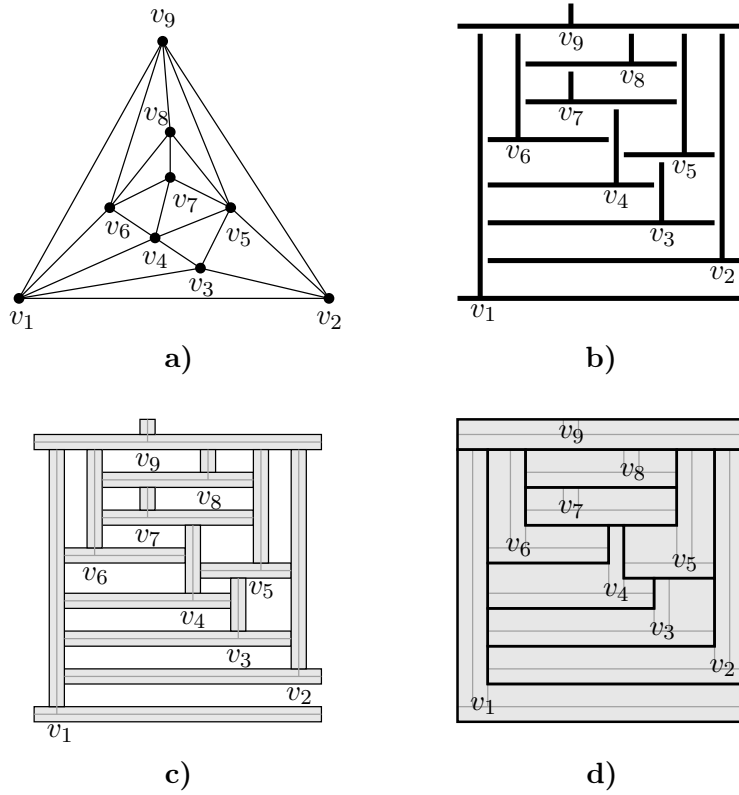 v₉
v₈
v₇
v₆ v₅
v₄
v₃
v₁ v₂
a)
v₉
v₈
v₇
v₆
v₅
v₄
v₃
v₂
v₁
b)
v₉
v₈
v₇
v₆
v₅
v₄
v₃
v₂
v₁
c)
v₉
v₈
v₇
v₆
v₅
v₄
v₃
v₂
v₁
d)